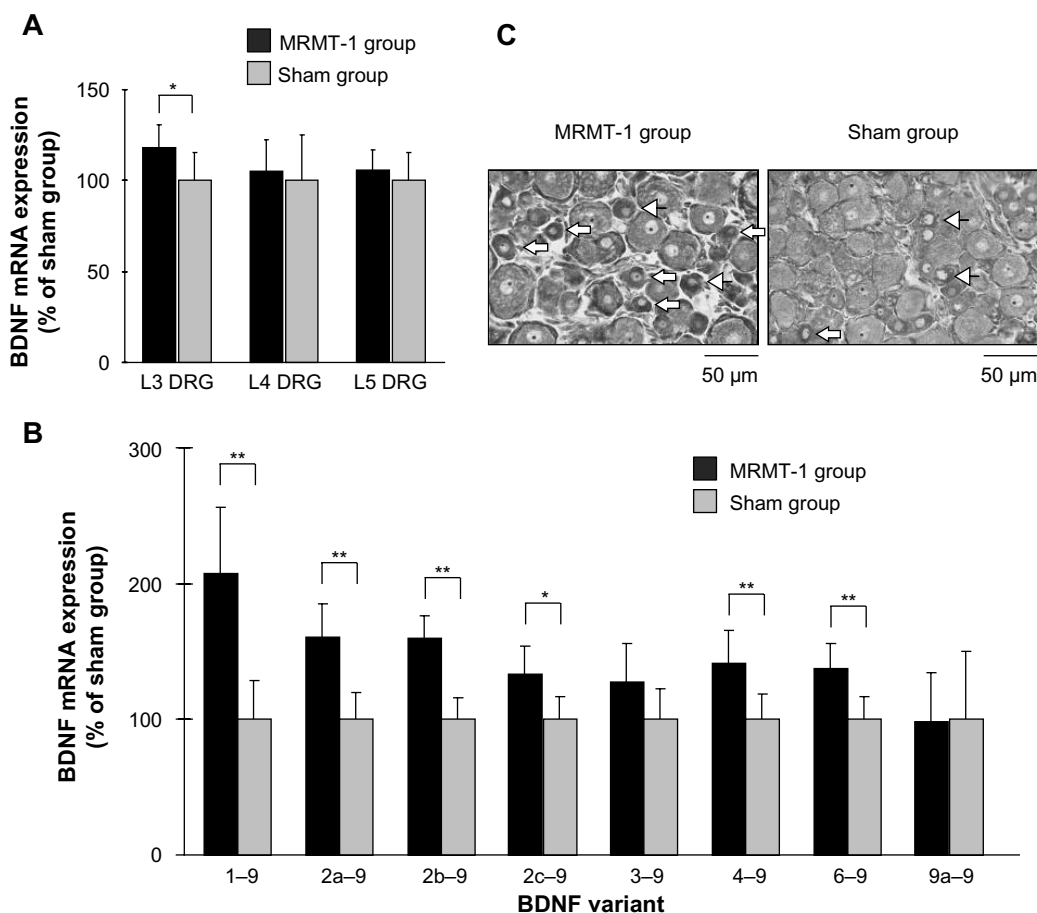 A
MRMT-1 group
Sham group
BDNF mRNA expression
(% of sham group)
150
100
50
0
*
L3 DRG
L4 DRG
L5 DRG
C
MRMT-1 group
Sham group
50 µm
50 µm
B
MRMT-1 group
Sham group
BDNF mRNA expression
(% of sham group)
300
200
100
0
**
**
**
*
**
**
1–9
2a–9
2b–9
2c–9
3–9
4–9
6–9
9a–9
BDNF variant